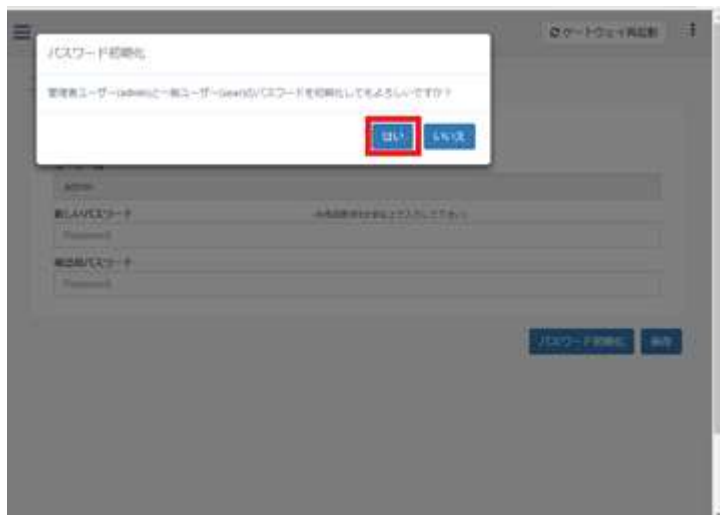 ゲートウェイ再起動
パスワード初期化
管理者ユーザー(admin)と一般ユーザー(user)のパスワードを初期化してもよろしいですか？
はい いいえ
admin
新しいパスワード
Password
確認用パスワード
Password
パスワード初期化 保存